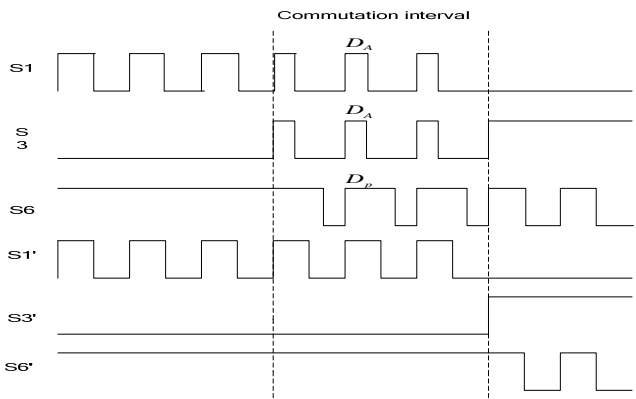 Commutation interval
D_A
S1
D_A
S
3
D_p
S6
S1'
S3'
S6'